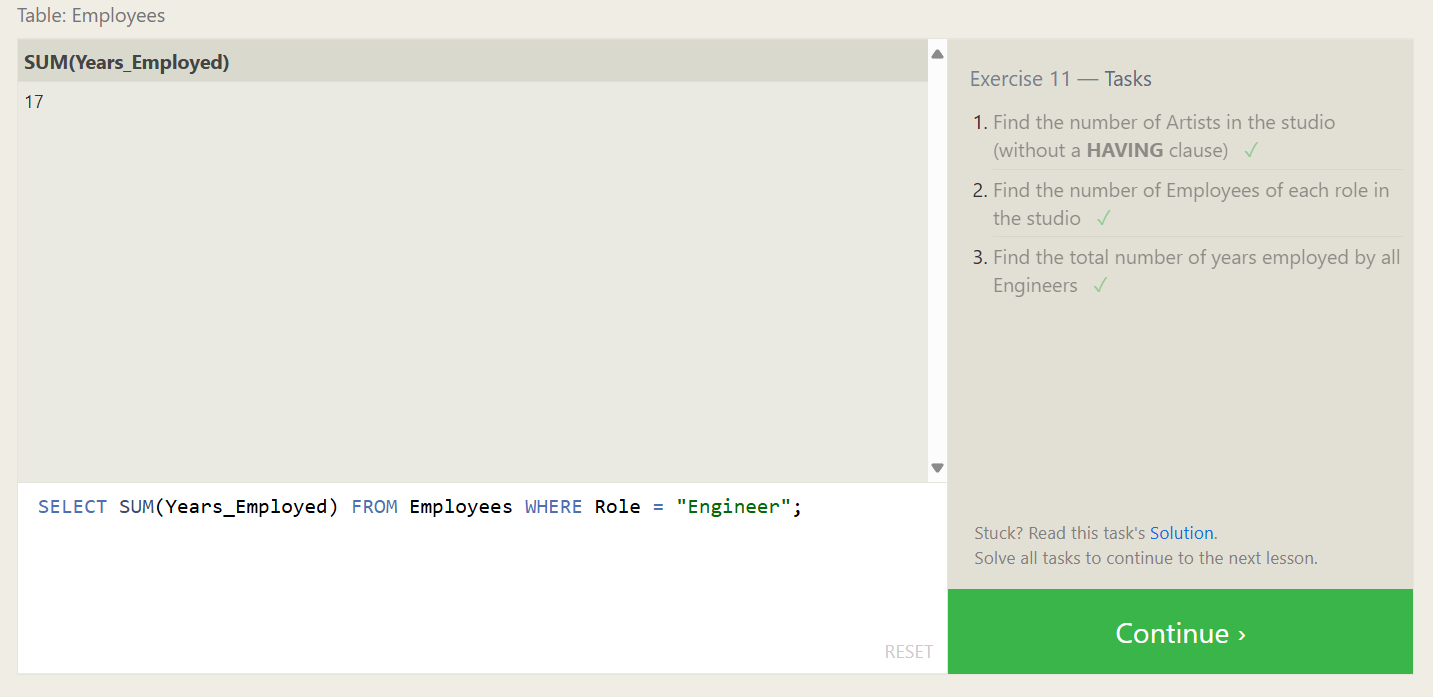 Table: Employees
SUM(Years_Employed)
17
SELECT SUM(Years_Employed) FROM Employees WHERE Role = "Engineer";
RESET
Exercise 11 — Tasks
1. Find the number of Artists in the studio
(without a HAVING clause) ✓
2. Find the number of Employees of each role in
the studio ✓
3. Find the total number of years employed by all
Engineers ✓
Stuck? Read this task's Solution.
Solve all tasks to continue to the next lesson.
Continue ›